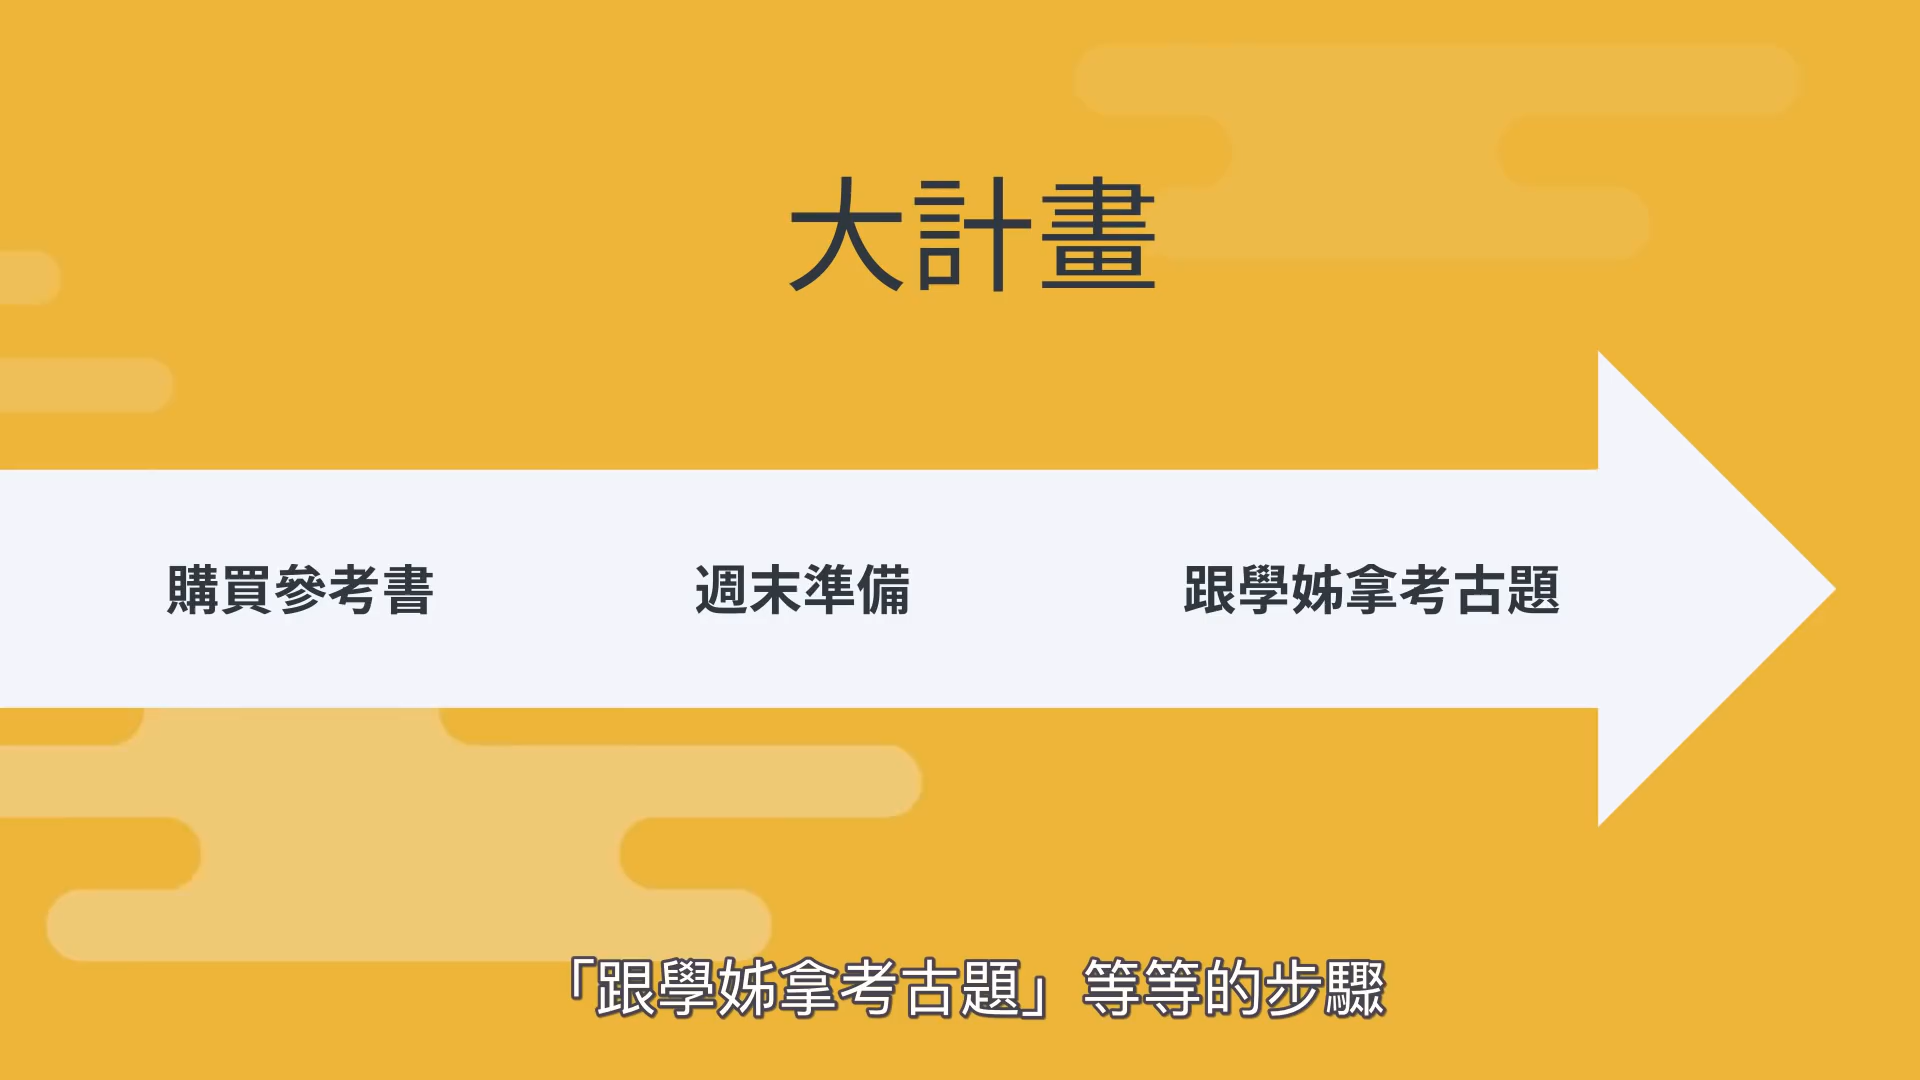 大計畫
購買參考書
週末準備
跟學姊拿考古題
「跟學姊拿考古題」等等的步驟